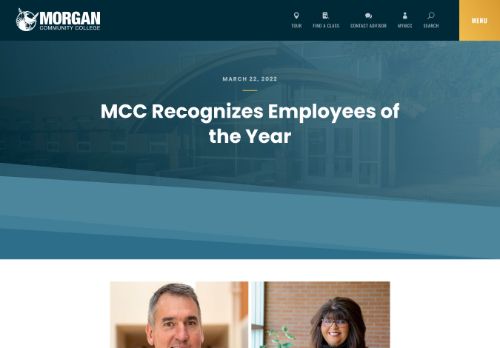 MORGAN
COMMUNITY COLLEGE
TOUR
FIND A CLASS
CONTACT ADVISOR
MYMCC
SEARCH
MENU
MARCH 22, 2022
MCC Recognizes Employees of
the Year